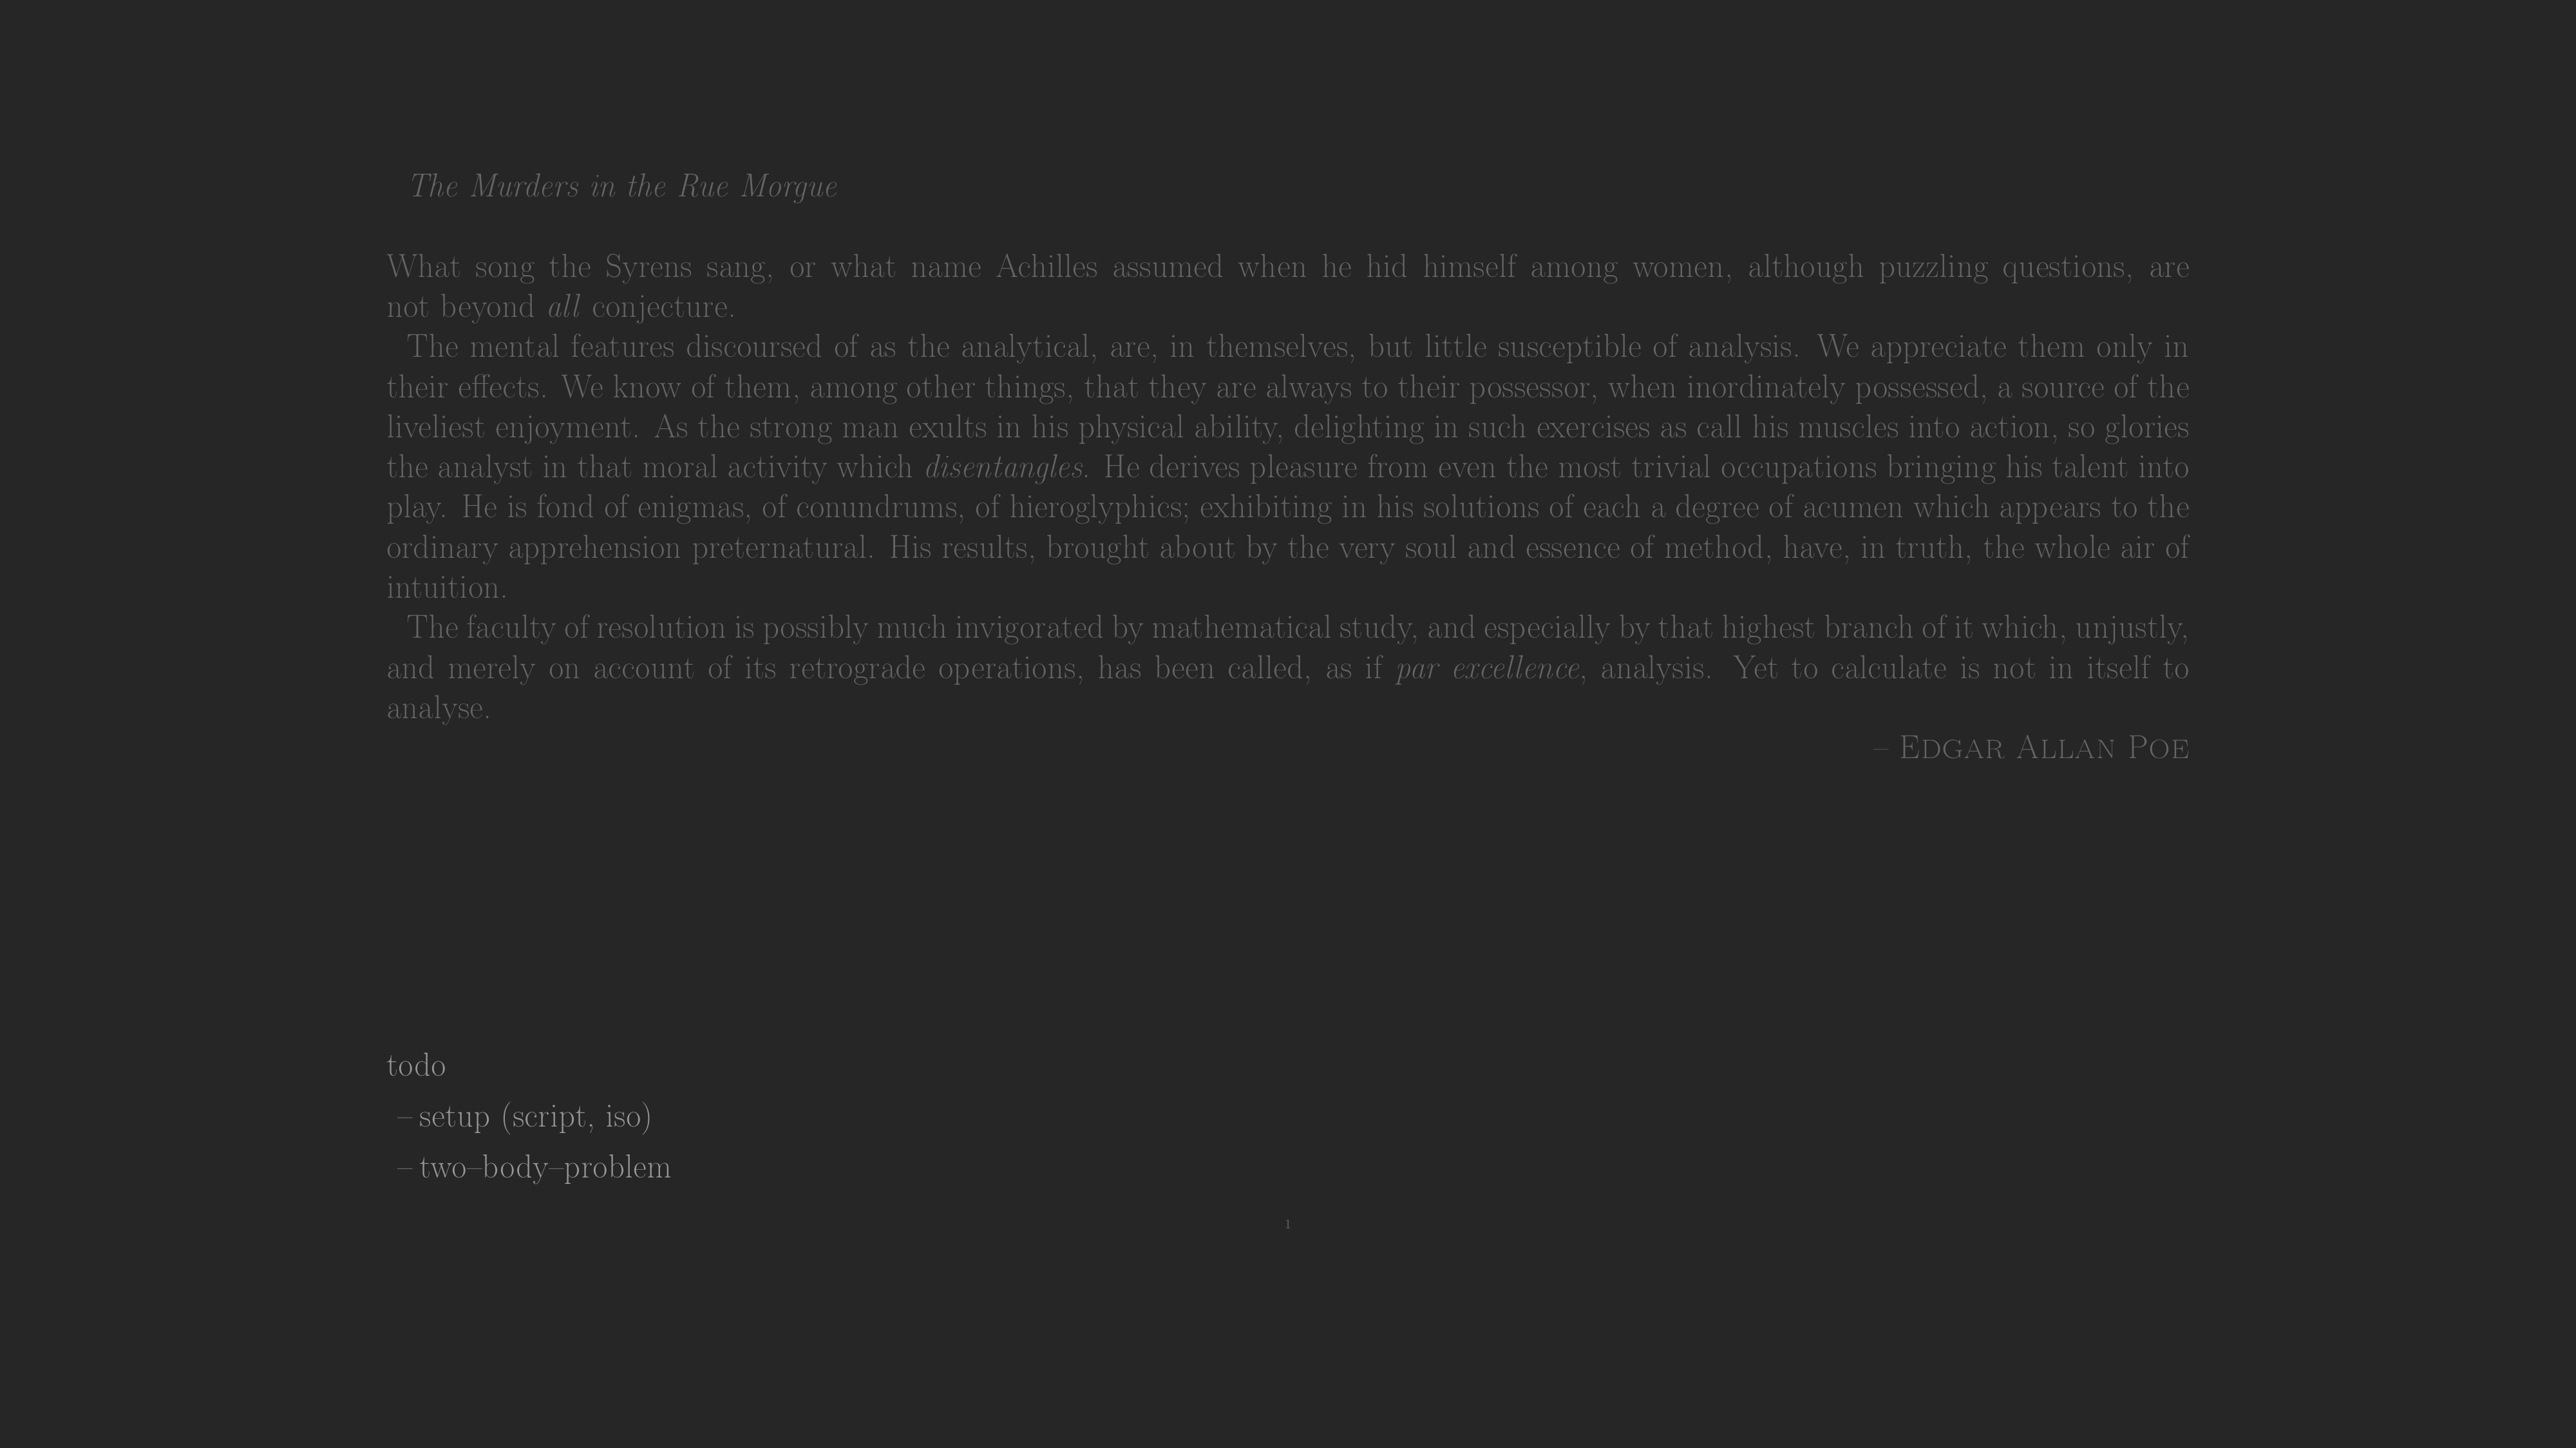 The Murders in the Rue Morgue
What song the Syrens sang, or what name Achilles assumed when he hid himself among women, although puzzling questions, are
not beyond all conjecture.
The mental features discoursed of as the analytical, are, in themselves, but little susceptible of analysis. We appreciate them only in
their effects. We know of them, among other things, that they are always to their possessor, when inordinately possessed, a source of the
liveliest enjoyment. As the strong man exults in his physical ability, delighting in such exercises as call his muscles into action, so glories
the analyst in that moral activity which disentangles. He derives pleasure from even the most trivial occupations bringing his talent into
play. He is fond of enigmas, of conundrums, of hieroglyphics; exhibiting in his solutions of each a degree of acumen which appears to the
ordinary apprehension preternatural. His results, brought about by the very soul and essence of method, have, in truth, the whole air of
intuition.
The faculty of resolution is possibly much invigorated by mathematical study, and especially by that highest branch of it which, unjustly,
and merely on account of its retrograde operations, has been called, as if par excellence, analysis. Yet to calculate is not in itself to
analyse.
– EDGAR ALLAN POE
todo
– setup (script, iso)
– two–body–problem
1